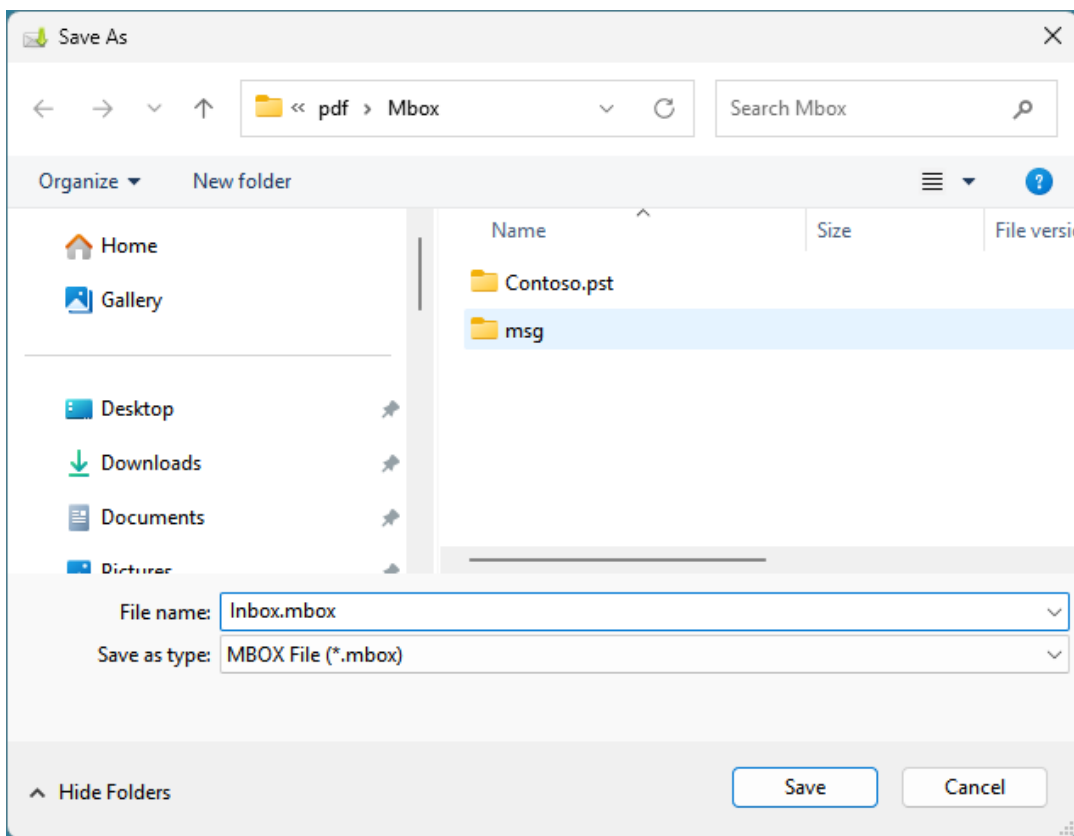 Save As
« pdf > Mbox
Search Mbox
Organize
New folder
?
Home
Gallery
Desktop
Downloads
Documents
Pictures
Name
Size
File versi
Contoso.pst
msg
File name: Inbox.mbox
Save as type: MBOX File (*.mbox)
Hide Folders
Save
Cancel